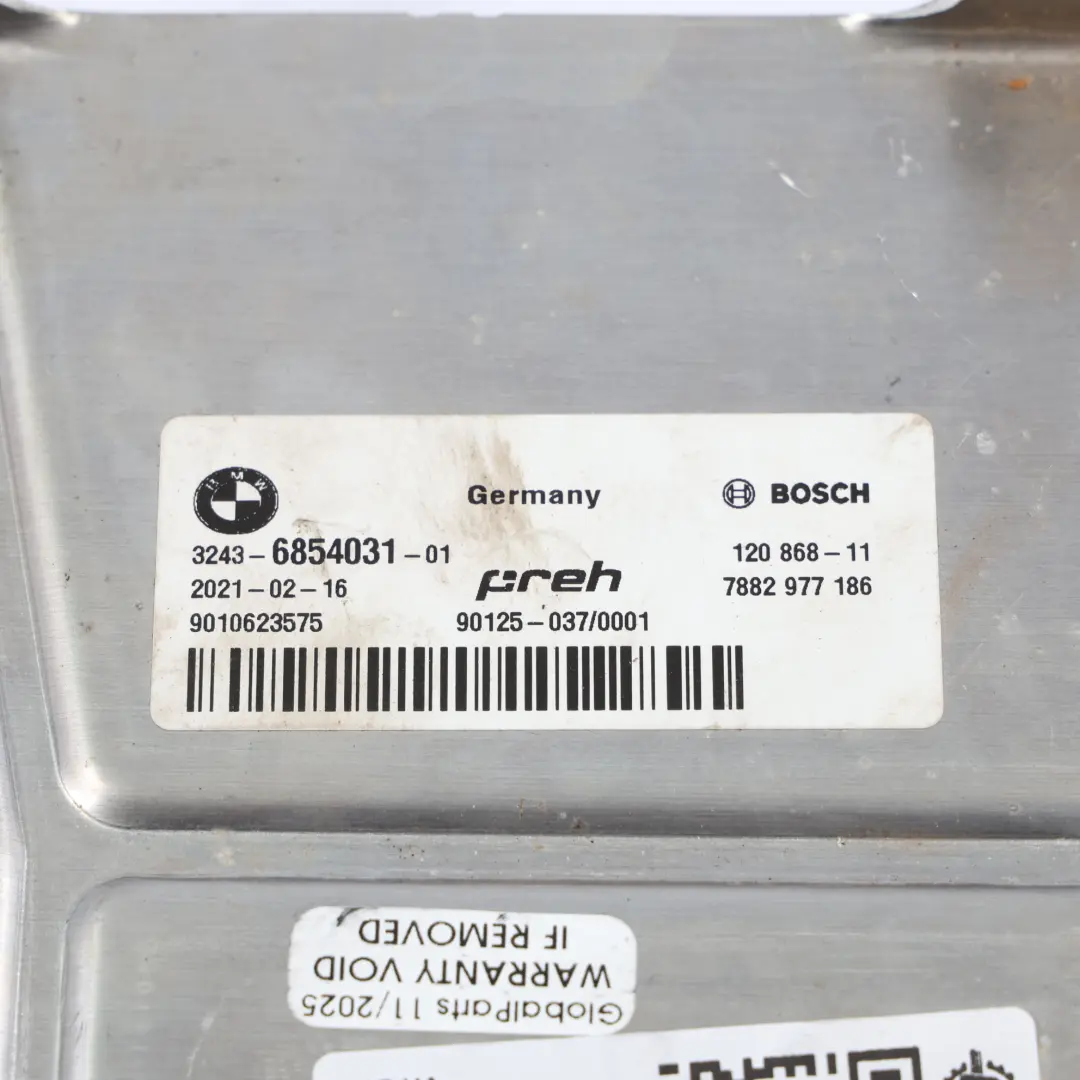 BMW
Germany
BOSCH
3243-6854031-01
120 868-11
2021-02-16
preh
7882 977 186
9010623575
90125-037/0001
GlobalParts 11/2025
WARRANTY VOID
IF REMOVED